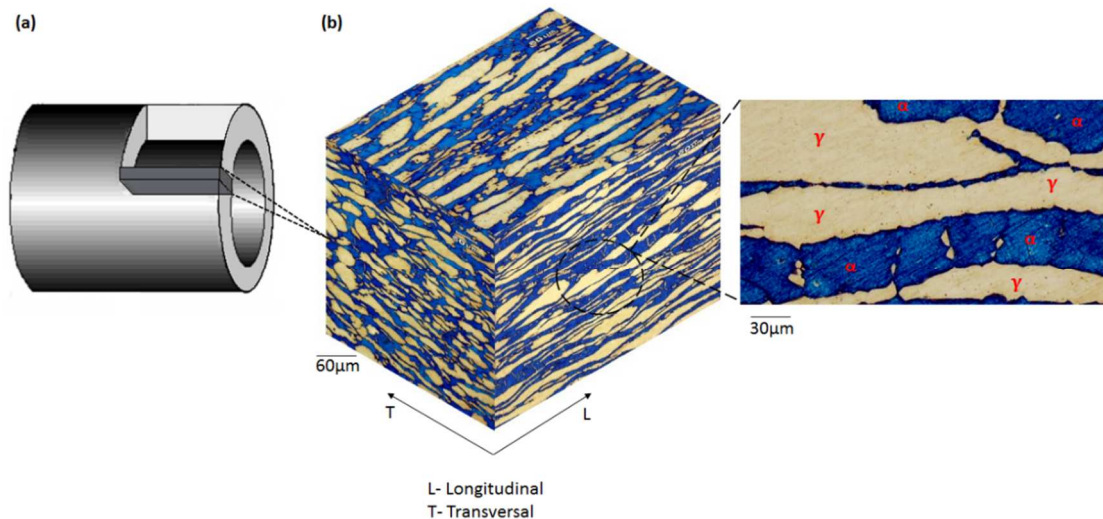 (a)
(b)
α
α
γ
γ
γ
α
α
γ
30μm
60μm
T
L
L- Longitudinal
T- Transversal